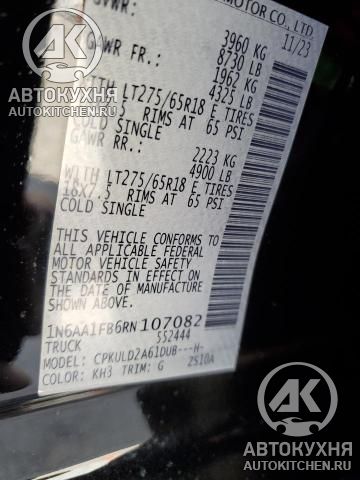 MOTOR CO., LTD
GVWR: 3960 KG 11/23
8730 LB
GAWR FR.: 1962 KG
4325 LB
WITH LT275/65R18 E TIRES
RIMS AT 65 PSI
COLD SINGLE
GAWR RR.: 2223 KG
4900 LB
WITH LT275/65R18 E TIRES
18X7.5 RIMS AT 65 PSI
COLD SINGLE
THIS VEHICLE CONFORMS TO
ALL APPLICABLE FEDERAL
MOTOR VEHICLE SAFETY
STANDARDS IN EFFECT ON
THE DATE OF MANUFACTURE
SHOWN ABOVE.
1N6AA1FB6RN107082
TRUCK 552444
MODEL: CPKULD2A61DUB---H-
COLOR: KH3 TRIM: G ZS10A
АВТОКУХНЯ
AUTOKITCHEN.RU
AK
АВТОКУХНЯ
AUTOKITCHEN.RU